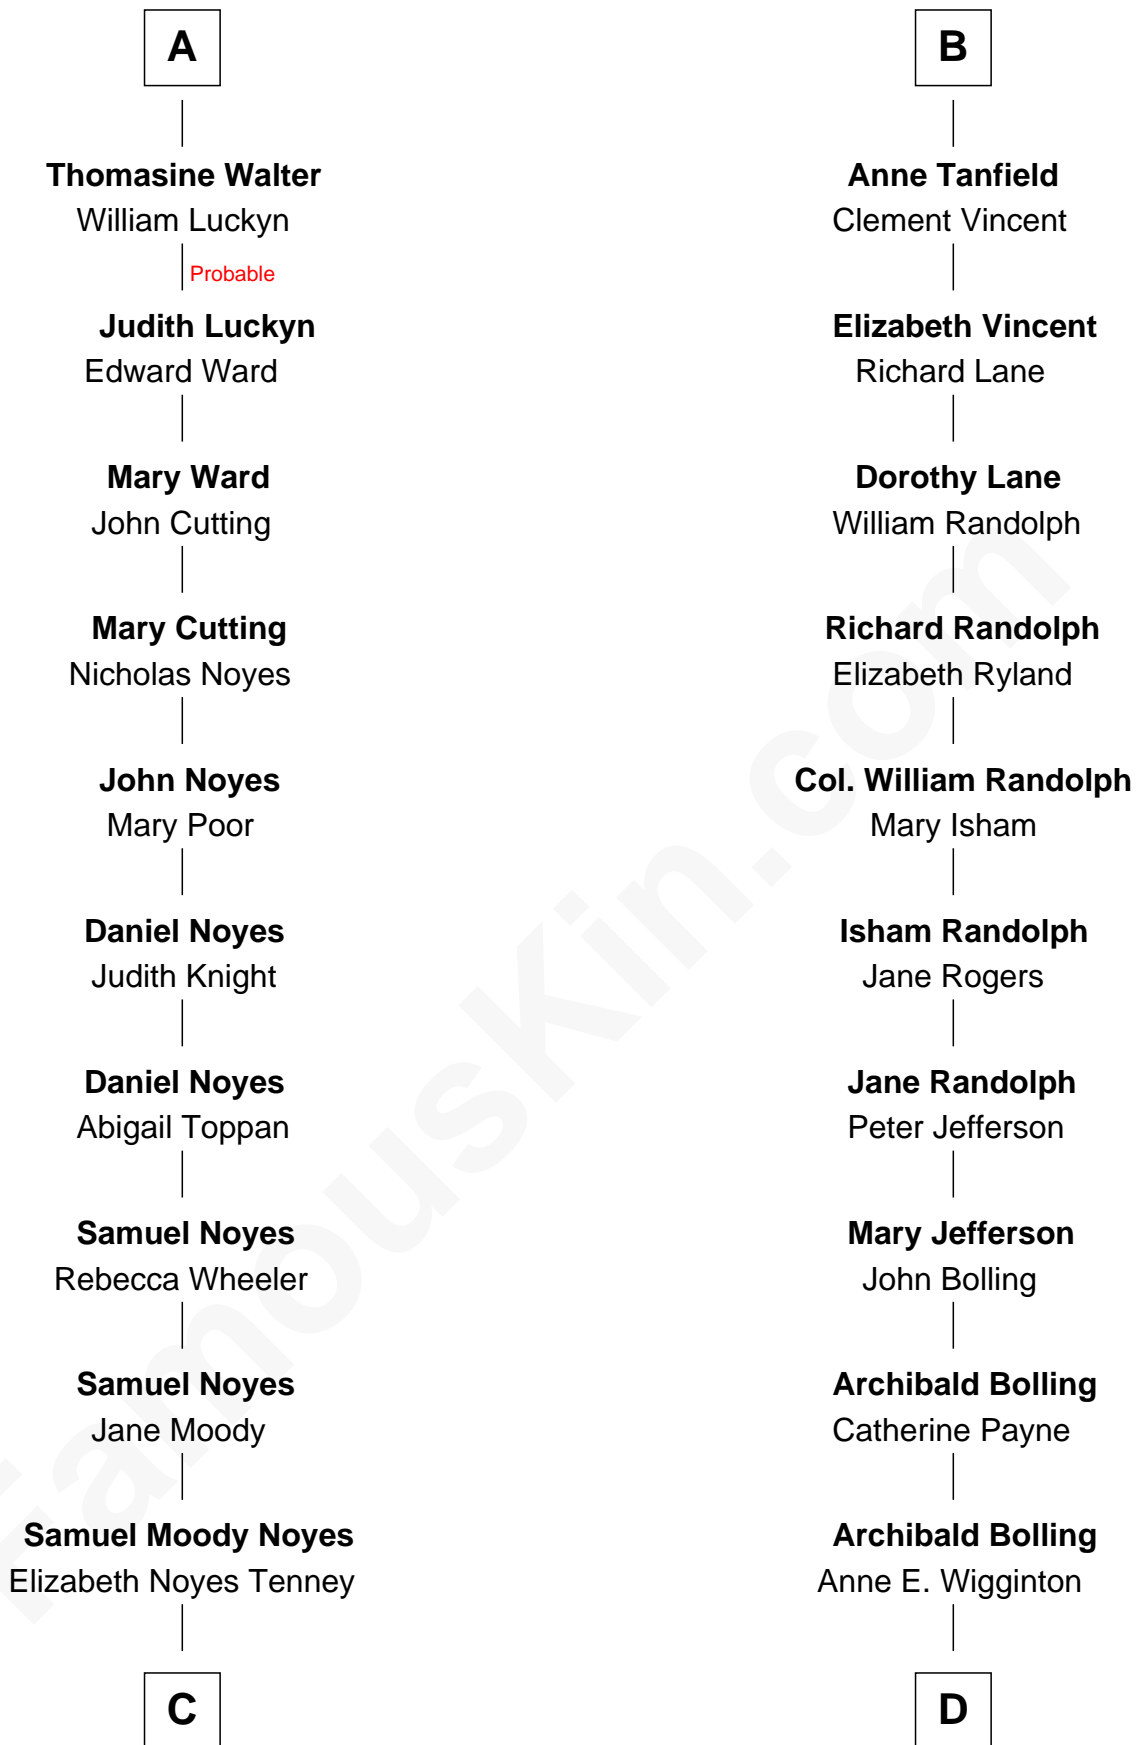 A
Thomasine Walter
William Luckyn
Probable
Judith Luckyn
Edward Ward
Mary Ward
John Cutting
Mary Cutting
Nicholas Noyes
John Noyes
Mary Poor
Daniel Noyes
Judith Knight
Daniel Noyes
Abigail Toppan
Samuel Noyes
Rebecca Wheeler
Samuel Noyes
Jane Moody
Samuel Moody Noyes
Elizabeth Noyes Tenney
C
B
Anne Tanfield
Clement Vincent
Elizabeth Vincent
Richard Lane
Dorothy Lane
William Randolph
Richard Randolph
Elizabeth Ryland
Col. William Randolph
Mary Isham
Isham Randolph
Jane Rogers
Jane Randolph
Peter Jefferson
Mary Jefferson
John Bolling
Archibald Bolling
Catherine Payne
Archibald Bolling
Anne E. Wigginton
D
FamousKin.com